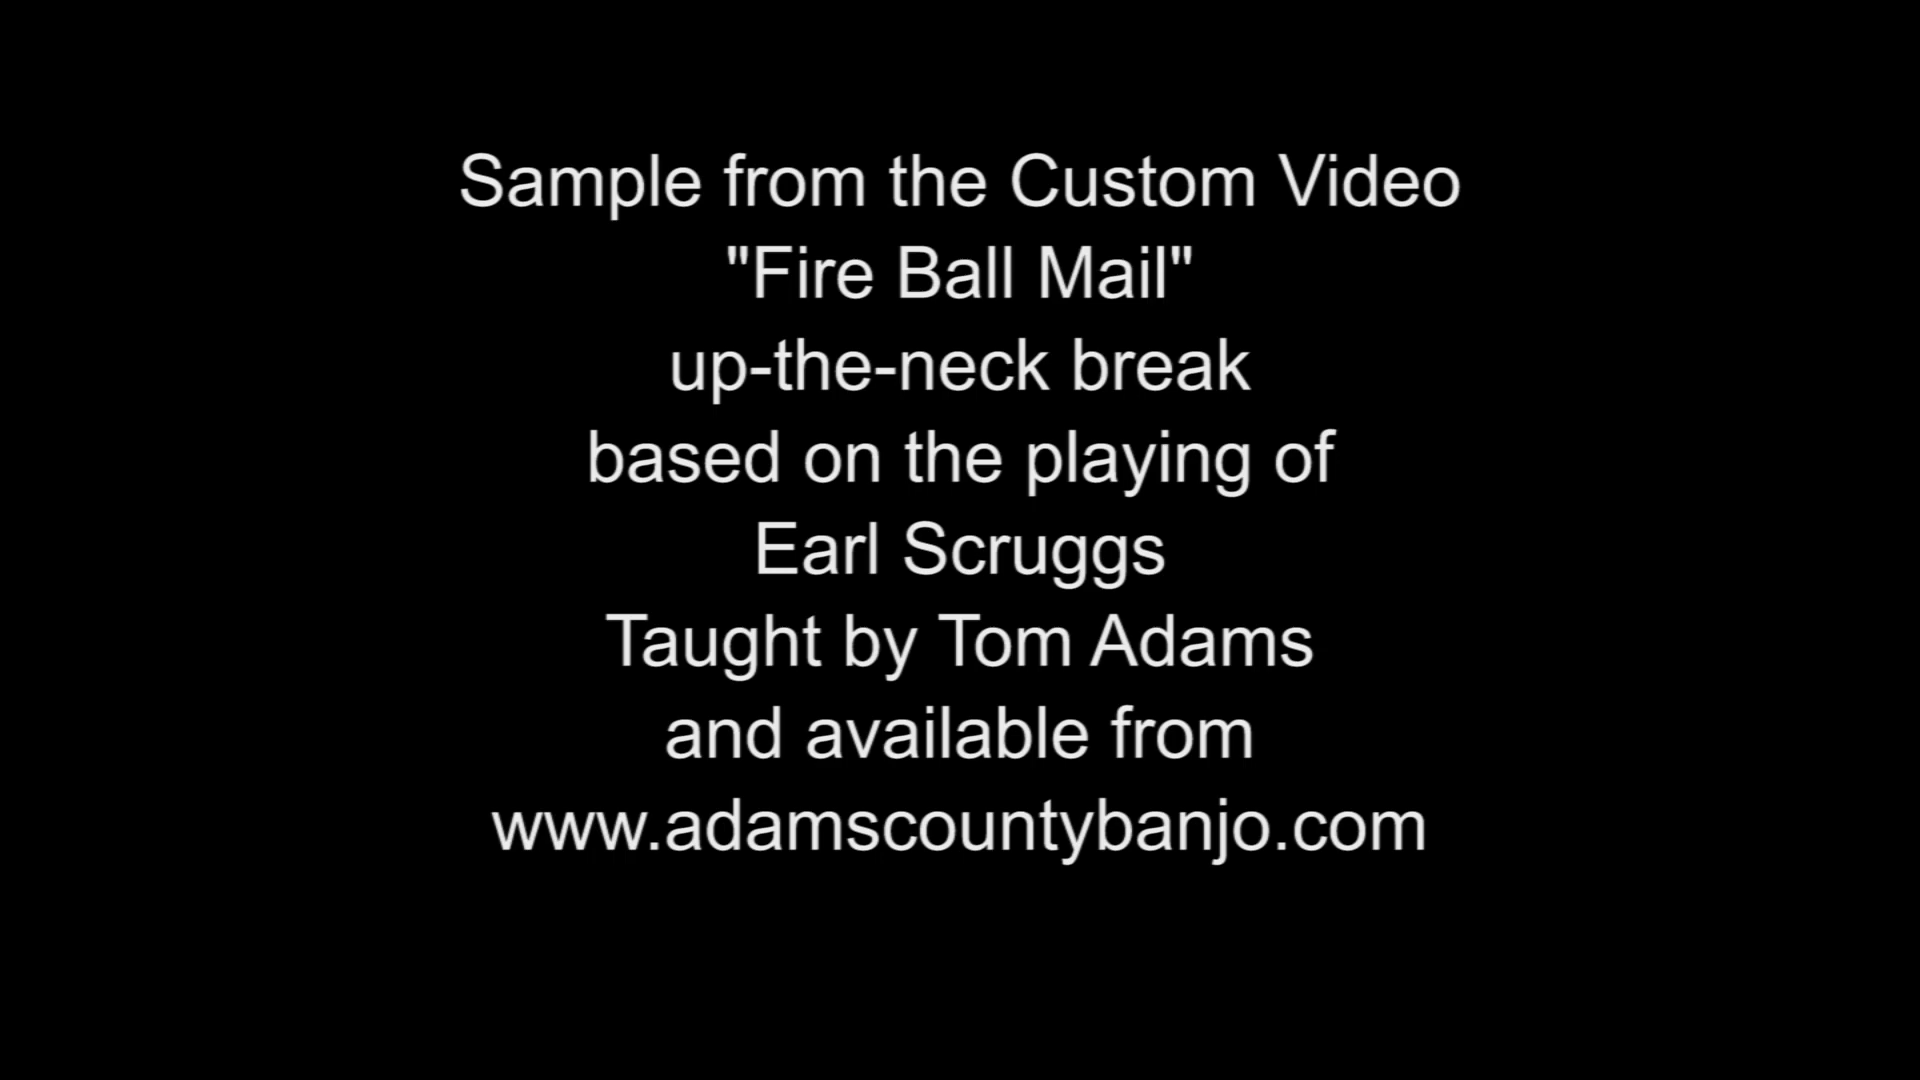 Sample from the Custom Video
"Fire Ball Mail"
up-the-neck break
based on the playing of
Earl Scruggs
Taught by Tom Adams
and available from
www.adamscountybanjo.com